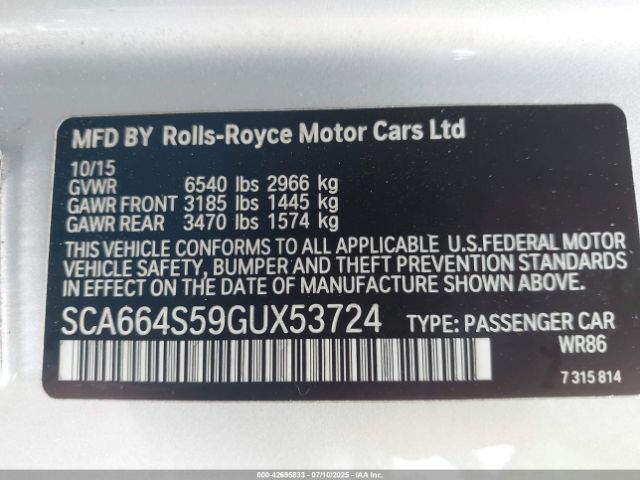 MFD BY Rolls-Royce Motor Cars Ltd
10/15
GVWR 6540 lbs 2966 kg
GAWR FRONT 3185 lbs 1445 kg
GAWR REAR 3470 lbs 1574 kg
THIS VEHICLE CONFORMS TO ALL APPLICABLE U.S.FEDERAL MOTOR
VEHICLE SAFETY, BUMPER AND THEFT PREVENTION STANDARDS
IN EFFECT ON THE DATE OF MANUFACTURE SHOWN ABOVE.
SCA664S59GUX53724 TYPE: PASSENGER CAR
WR86
7 315 814
000-42695833 - 07/10/2025 - IAA Inc.